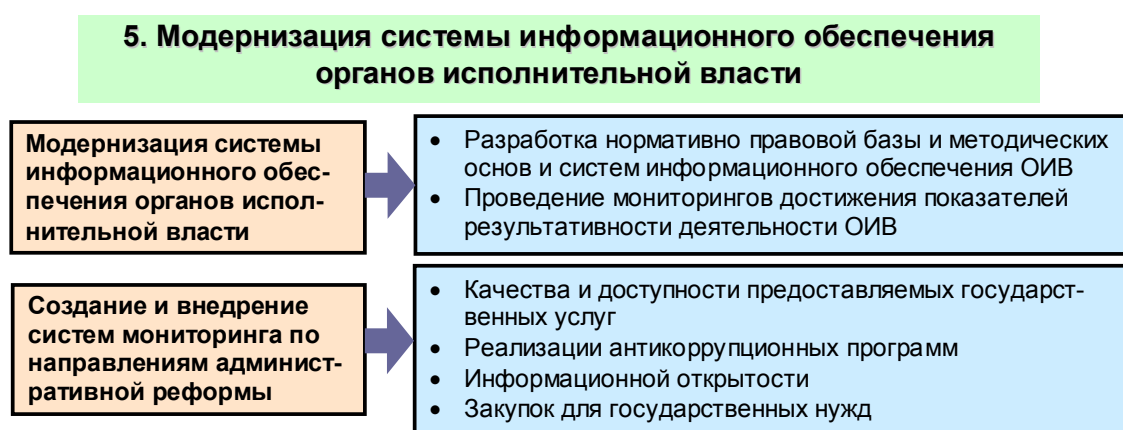 5. Модернизация системы информационного обеспечения
органов исполнительной власти
Модернизация системы
информационного обес-
печения органов испол-
нительной власти
• Разработка нормативно правовой базы и методических
основ и систем информационного обеспечения ОИВ
• Проведение мониторингов достижения показателей
результативности деятельности ОИВ
Создание и внедрение
систем мониторинга по
направлениям админист-
ративной реформы
• Качества и доступности предоставляемых государст-
венных услуг
• Реализации антикоррупционных программ
• Информационной открытости
• Закупок для государственных нужд